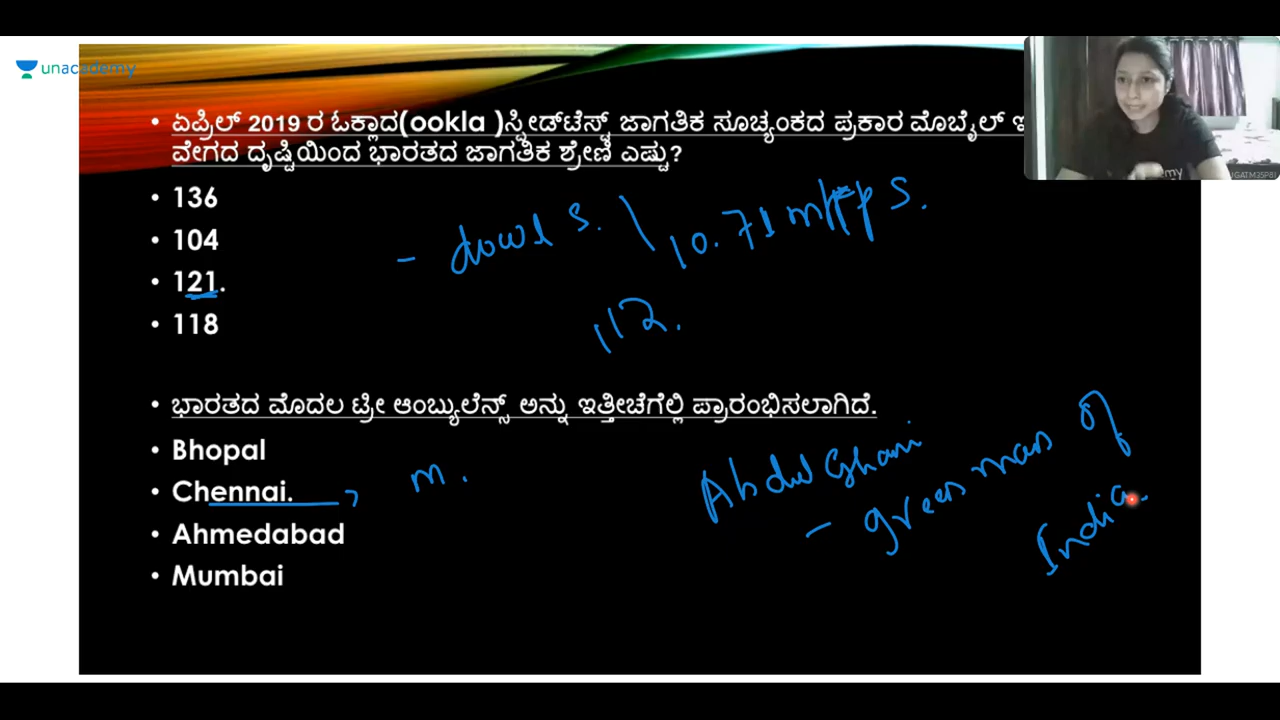 unacademy
• ಏಪ್ರಿಲ್ 2019 ರ ಓಕ್ಲಾದ(ookla )ಸ್ಪೀಡ್‌ಟೆಸ್ಟ್ ಜಾಗತಿಕ ಸೂಚ್ಯಂಕದ ಪ್ರಕಾರ ಮೊಬೈಲ್ ಇ
ವೇಗದ ದೃಷ್ಟಿಯಿಂದ ಭಾರತದ ಜಾಗತಿಕ ಶ್ರೇಣಿ ಎಷ್ಟು?
• 136
• 104
• 121.
• 118
- dowl s. \ 10.71
112.
• ಭಾರತದ ಮೊದಲ ಟ್ರೀ ಆಂಬ್ಯುಲೆನ್ಸ್ ಅನ್ನು ಇತ್ತೀಚೆಗೆಲ್ಲಿ ಪ್ರಾರಂಭಿಸಲಾಗಿದೆ.
• Bhopal
• Chennai.
m.
• Ahmedabad
• Mumbai
Abdul Ghani
- green man of
India.